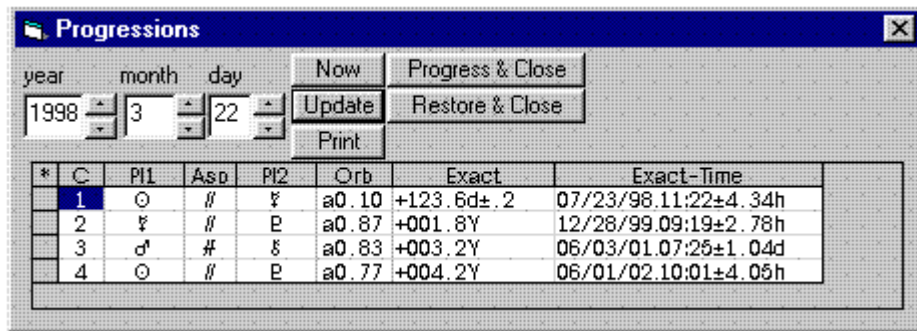 Progressions
year month day Now Progress & Close
1998 3 22 Update Restore & Close
Print
* C Pl1 Asp Pl2 Orb Exact Exact-Time
1 ☉ ∥ ☿ a0.10 +123.6d±.2 07/23/98.11:22±4.34h
2 ☿ ∥ ♇ a0.87 +001.8Y 12/28/99.09:19±2.78h
3 ♂ # ⚷ a0.83 +003.2Y 06/03/01.07:25±1.04d
4 ☉ ∥ ♇ a0.77 +004.2Y 06/01/02.10:01±4.05h